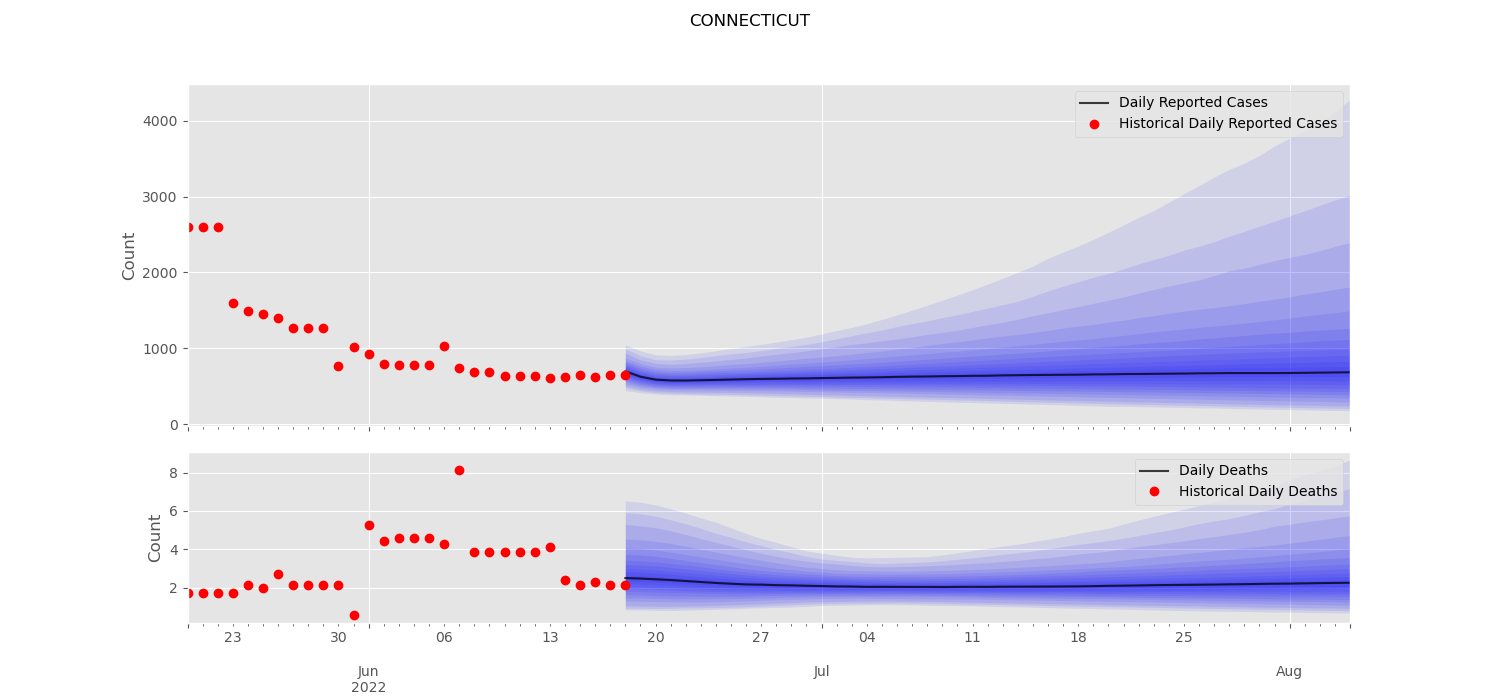 CONNECTICUT
4000
3000
2000
1000
0
Count
Daily Reported Cases
Historical Daily Reported Cases
8
6
4
2
Count
Daily Deaths
Historical Daily Deaths
23 30 06 13 20 27 04 11 18 25
Jun Jul Aug
2022